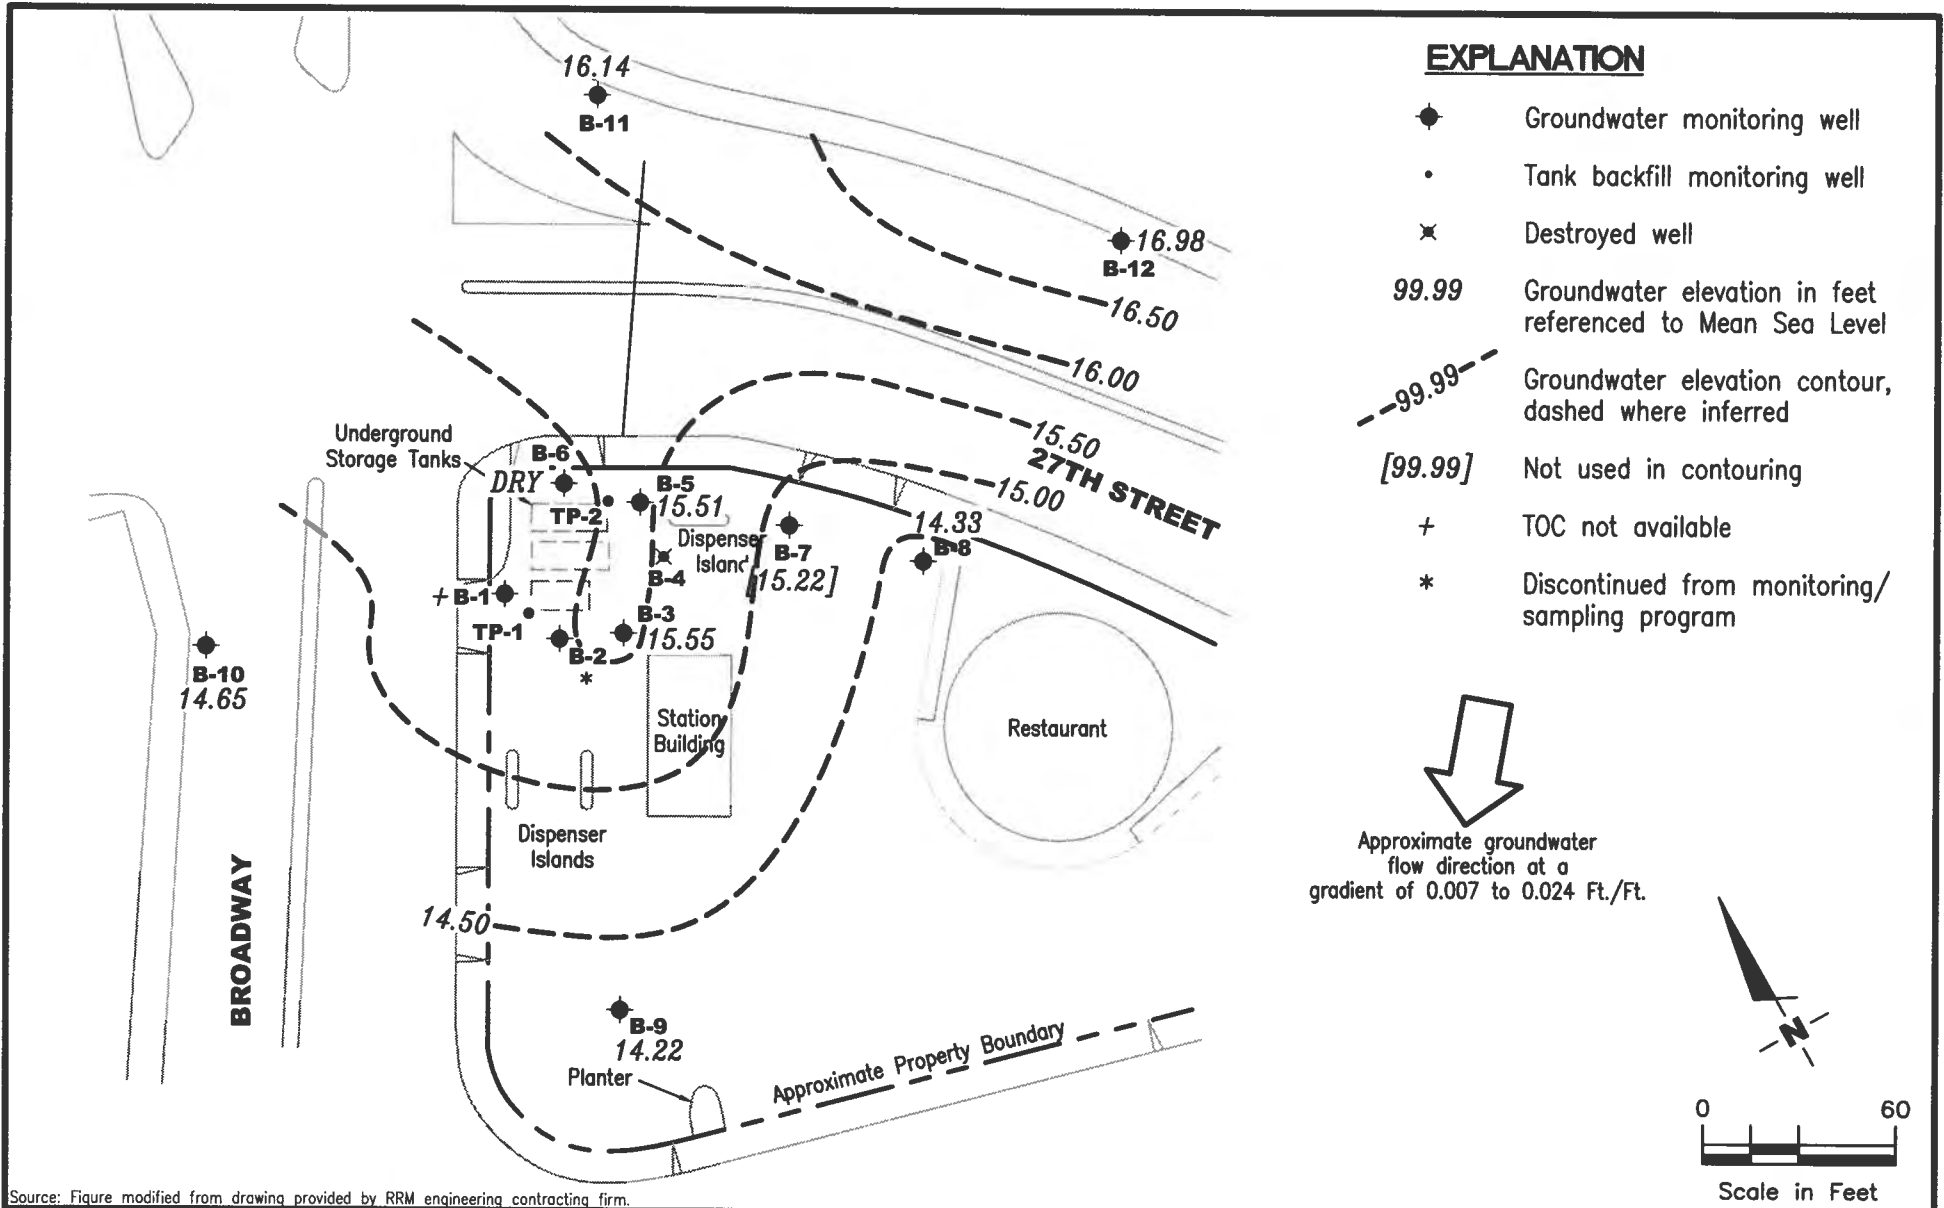 16.14
B-11
16.98
B-12
16.50
16.00
15.50
27TH STREET
15.00
Underground
Storage Tanks
B-6
DRY
TP-2
B-5
15.51
Dispenser
Island
B-4
B-7
15.22]
14.33
B-8
+ B-1
TP-1
B-3
15.55
B-2
*
B-10
14.65
Station
Building
Restaurant
Dispenser
Islands
14.50
BROADWAY
B-9
14.22
Planter
Approximate Property Boundary
Source: Figure modified from drawing provided by RRM engineering contracting firm.
EXPLANATION
Groundwater monitoring well
Tank backfill monitoring well
Destroyed well
99.99 Groundwater elevation in feet
referenced to Mean Sea Level
99.99 Groundwater elevation contour,
dashed where inferred
[99.99] Not used in contouring
+ TOC not available
* Discontinued from monitoring/
sampling program
Approximate groundwater
flow direction at a
gradient of 0.007 to 0.024 Ft./Ft.
N
0 60
Scale in Feet